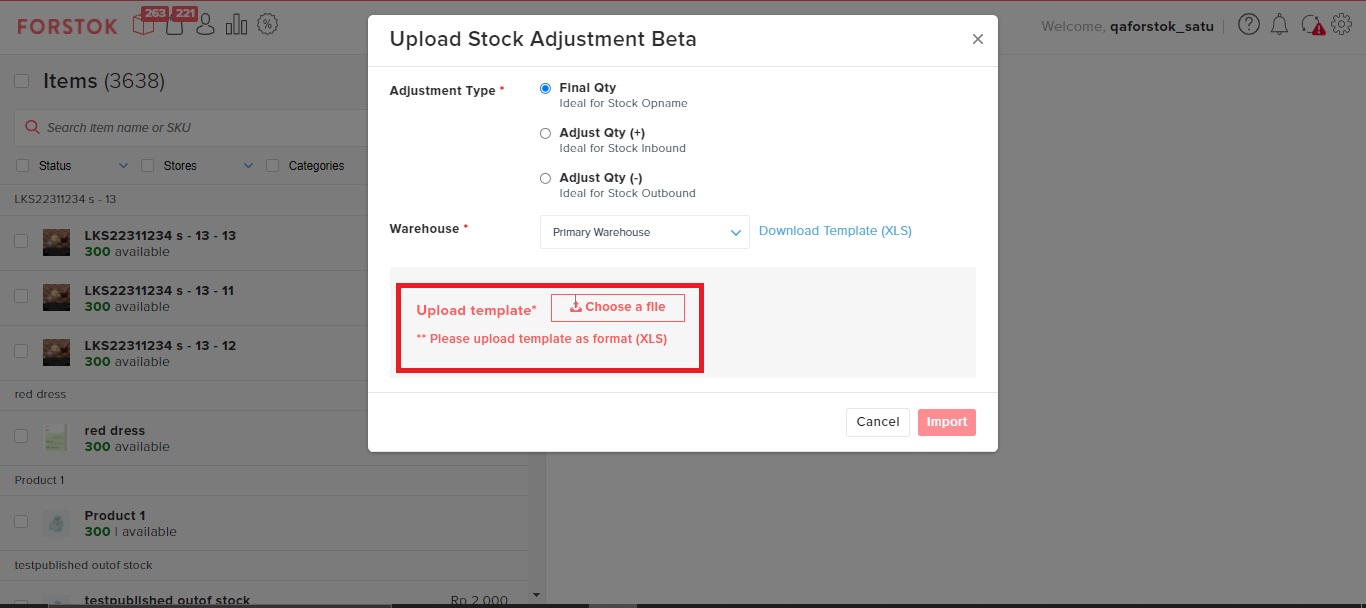 FORSTOK
263
221
Welcome, qaforstok_satu
Items (3638)
Search item name or SKU
Status
Stores
Categories
LKS22311234 s - 13
LKS22311234 s - 13 - 13
300 available
LKS22311234 s - 13 - 11
300 available
LKS22311234 s - 13 - 12
300 available
red dress
red dress
300 available
Product 1
Product 1
300 | available
testpublished outof stock
testpublished outof stock
Rp 2,000
Upload Stock Adjustment Beta
Adjustment Type *
Final Qty
Ideal for Stock Opname
Adjust Qty (+)
Ideal for Stock Inbound
Adjust Qty (-)
Ideal for Stock Outbound
Warehouse *
Primary Warehouse
Download Template (XLS)
Upload template*
Choose a file
** Please upload template as format (XLS)
Cancel
Import